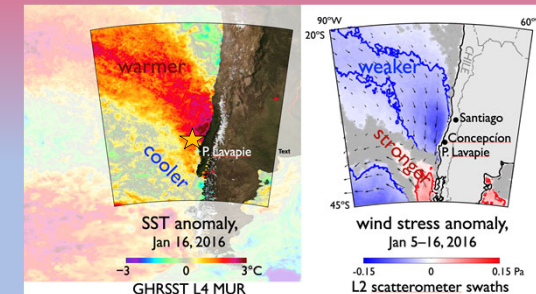 warmer
cooler
P. Lavapie
Text
SST anomaly,
Jan 16, 2016
−3 0 3°C
GHRSST L4 MUR
90°W 60°
20°S
CHILE
weaker
Santiago
Concepcíon
P. Lavapie
stronger
45°S
wind stress anomaly,
Jan 5–16, 2016
-0.15 0 0.15 Pa
L2 scatterometer swaths